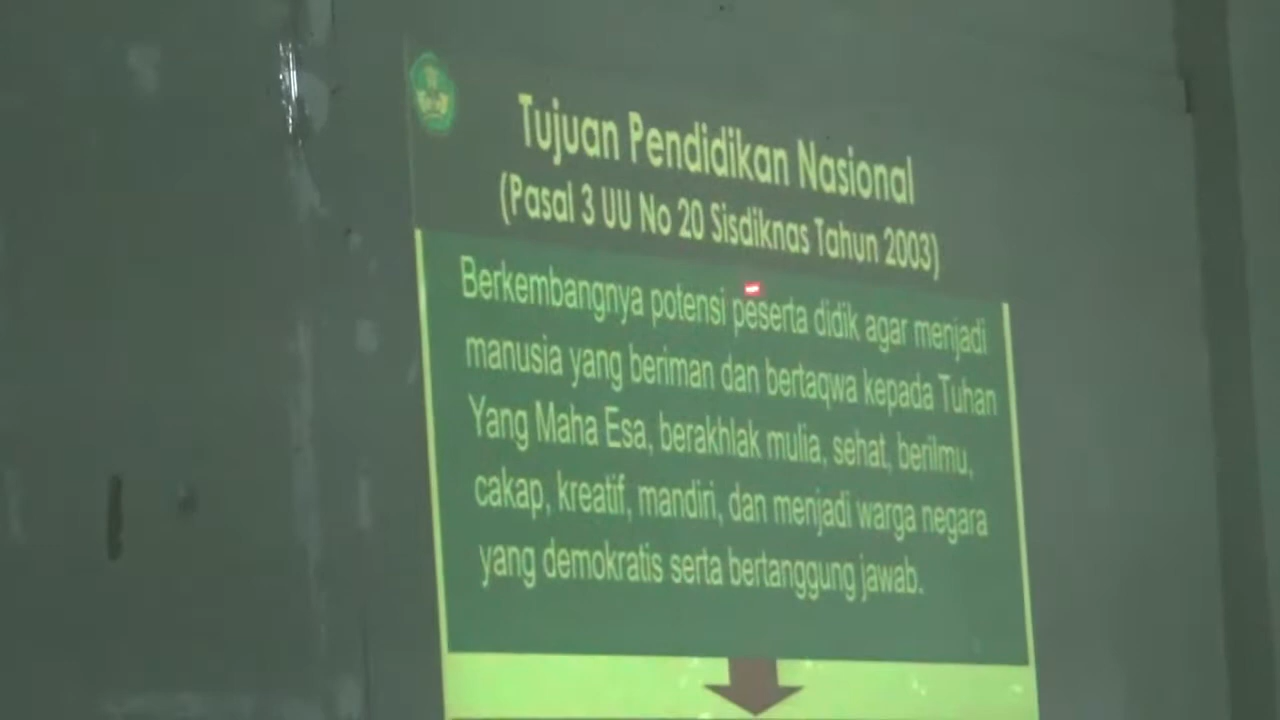 Tujuan Pendidikan Nasional
(Pasal 3 UU No 20 Sisdiknas Tahun 2003)
Berkembangnya potensi peserta didik agar menjadi
manusia yang beriman dan bertaqwa kepada Tuhan
Yang Maha Esa, berakhlak mulia, sehat, berilmu,
cakap, kreatif, mandiri, dan menjadi warga negara
yang demokratis serta bertanggung jawab.